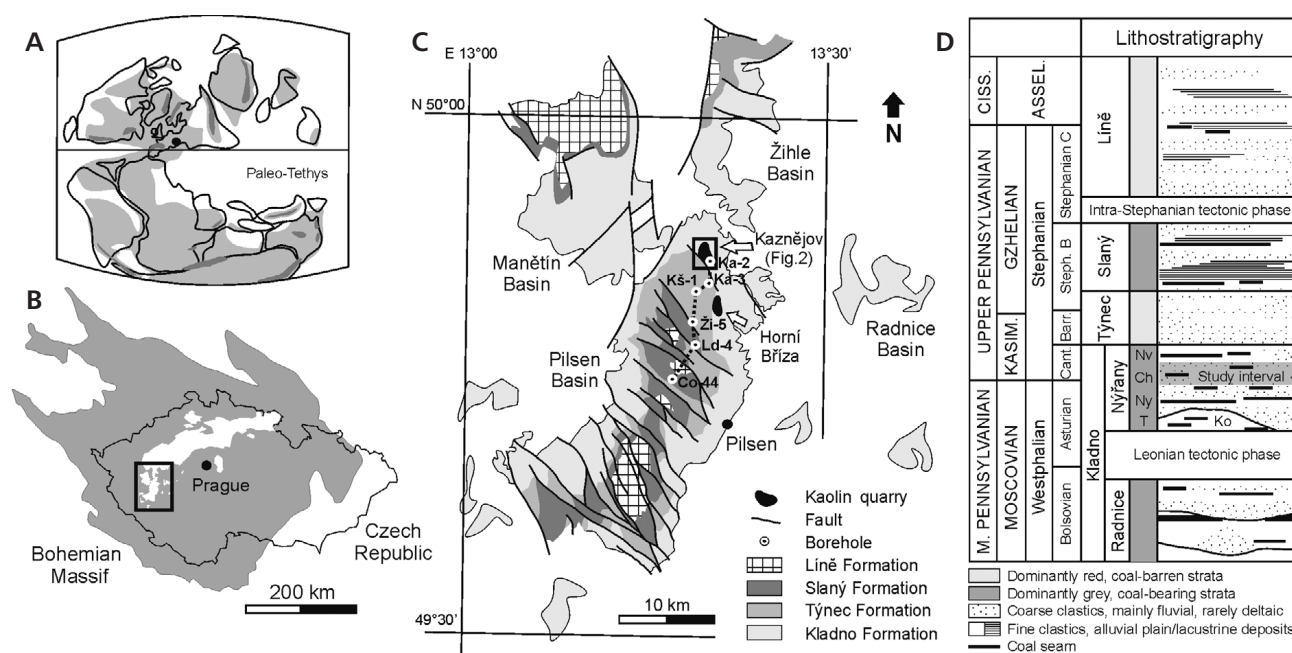 A
Paleo-Tethys
B
Prague
Bohemian
Massif
Czech
Republic
200 km
C
E 13°00
13°30'
N 50°00
N
Žihle
Basin
Manětín
Basin
Kaznějov
(Fig.2)
Ka-2
Kš-1
Ka-3
Ži-5
Horní
Bříza
Radnice
Basin
Ld-4
Pilsen
Basin
Co-44
Pilsen
Kaolin quarry
Fault
Borehole
Líně Formation
Slaný Formation
Týnec Formation
Kladno Formation
10 km
49°30'
D
Lithostratigraphy
CISS.
ASSEL.
Líně
UPPER PENNSYLVANIAN
GZHELIAN
Stephanian
Stephanian C
Intra-Stephanian tectonic phase
Steph. B
Slaný
KASIM.
Barr.
Týnec
Cant.
Kladno
Nýřany
Nv
Ch
Study interval
Ny
T
Ko
M. PENNSYLVANIAN
MOSCOVIAN
Westphalian
Asturian
Leonian tectonic phase
Bolsovian
Radnice
Dominantly red, coal-barren strata
Dominantly grey, coal-bearing strata
Coarse clastics, mainly fluvial, rarely deltaic
Fine clastics, alluvial plain/lacustrine deposits
Coal seam